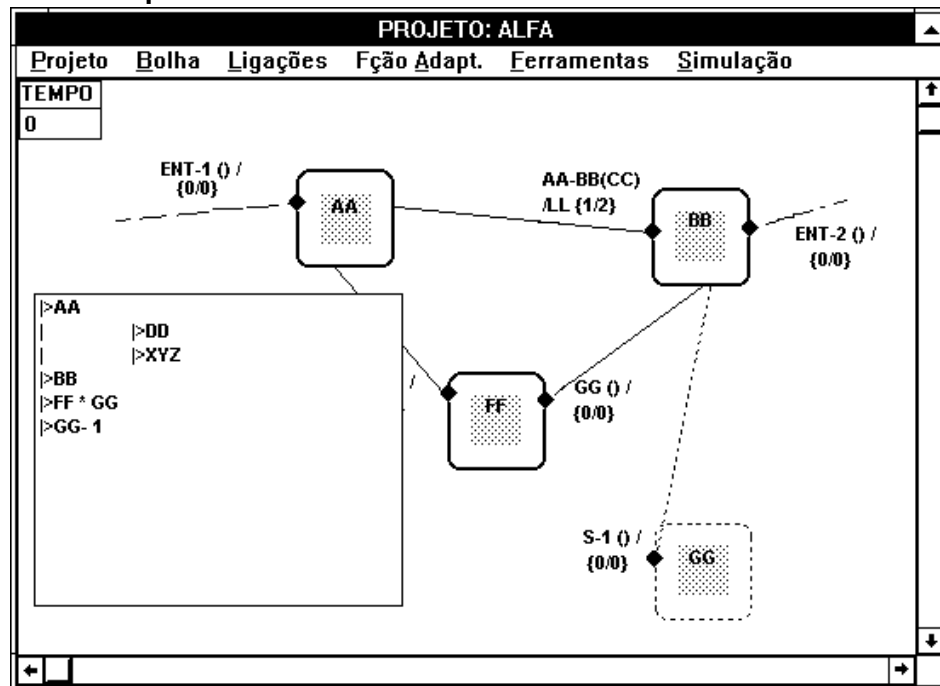 PROJETO: ALFA
Projeto Bolha Ligações Fção Adapt. Ferramentas Simulação
TEMPO
0
ENT-1 () /
{0/0}
AA
AA-BB(CC)
/LL {1/2}
BB
ENT-2 () /
{0/0}
|>AA
| |>DD
| |>XYZ
|>BB
|>FF * GG
|>GG- 1
/
FF
GG () /
{0/0}
S-1 () /
{0/0}
GG